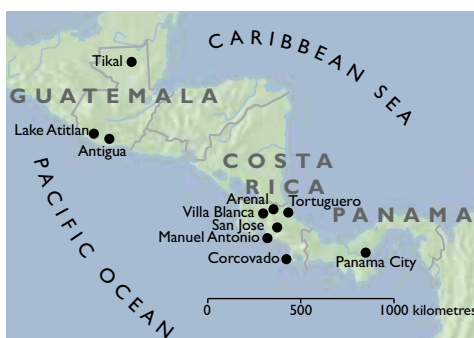 CARIBBEAN SEA
Tikal
GUATEMALA
Lake Atitlan
Antigua
PACIFIC OCEAN
COSTA
RICA
Arenal
Tortuguero
Villa Blanca
PANAMA
San Jose
Manuel Antonio
Corcovado
Panama City
0 500 1000 kilometres